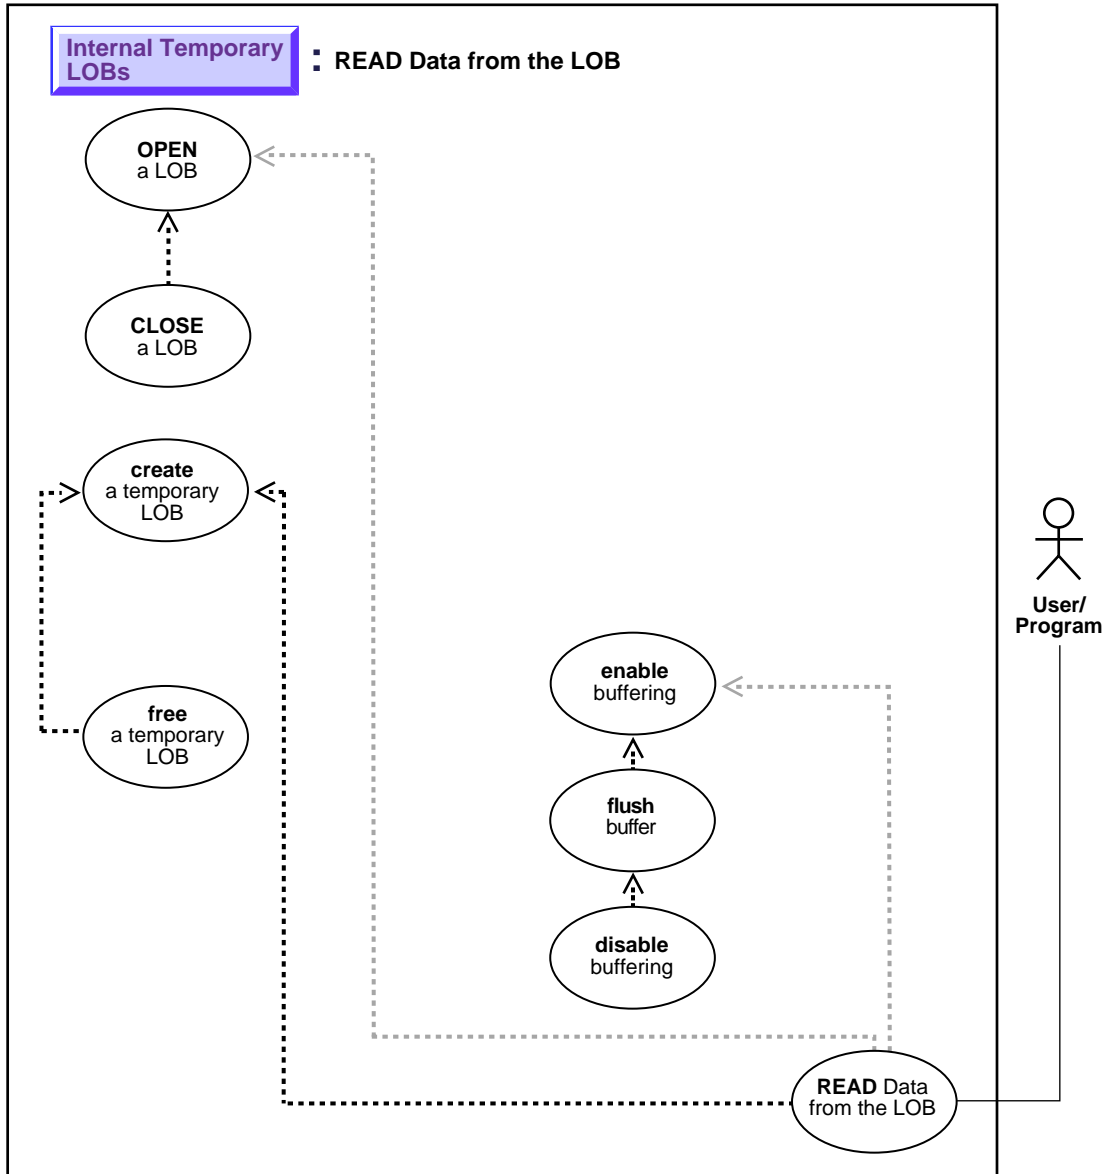 Internal Temporary
LOBs
: READ Data from the LOB
OPEN
a LOB
CLOSE
a LOB
create
a temporary
LOB
User/
Program
enable
buffering
free
a temporary
LOB
flush
buffer
disable
buffering
READ Data
from the LOB